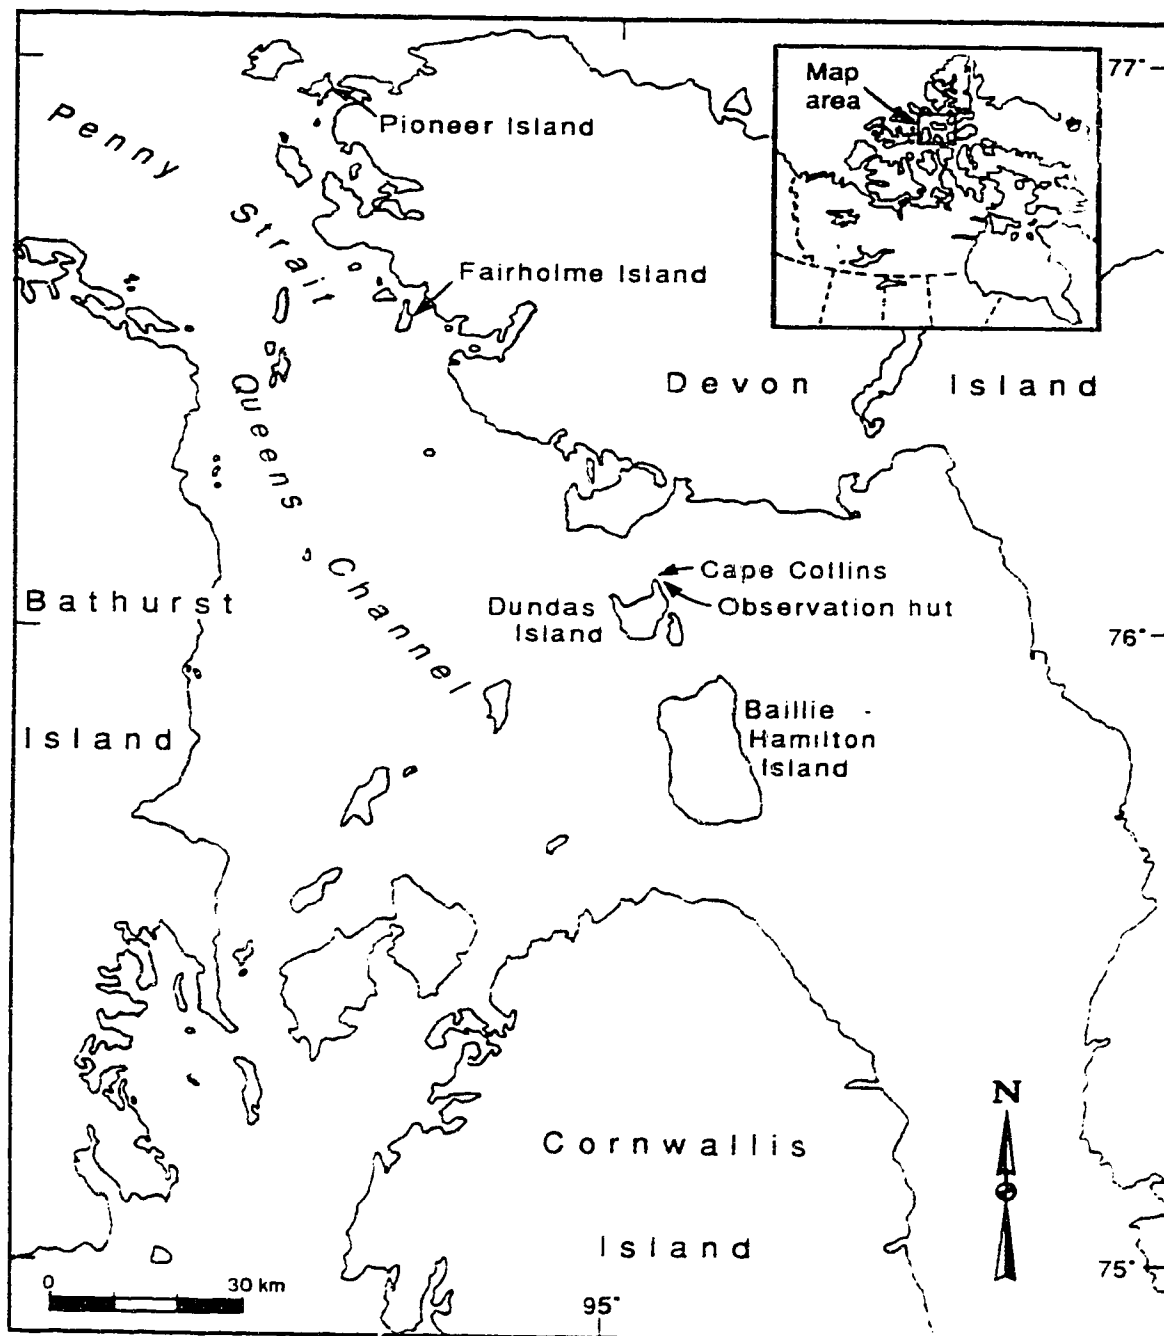 77°
Map
area
Penny
Strait
Pioneer Island
Fairholme Island
Queens
Channel
Devon Island
Cape Collins
Observation hut
Dundas
Island
76°
Bathurst
Island
Baillie -
Hamilton
Island
N
Cornwallis
Island
0 30 km
95°
75°